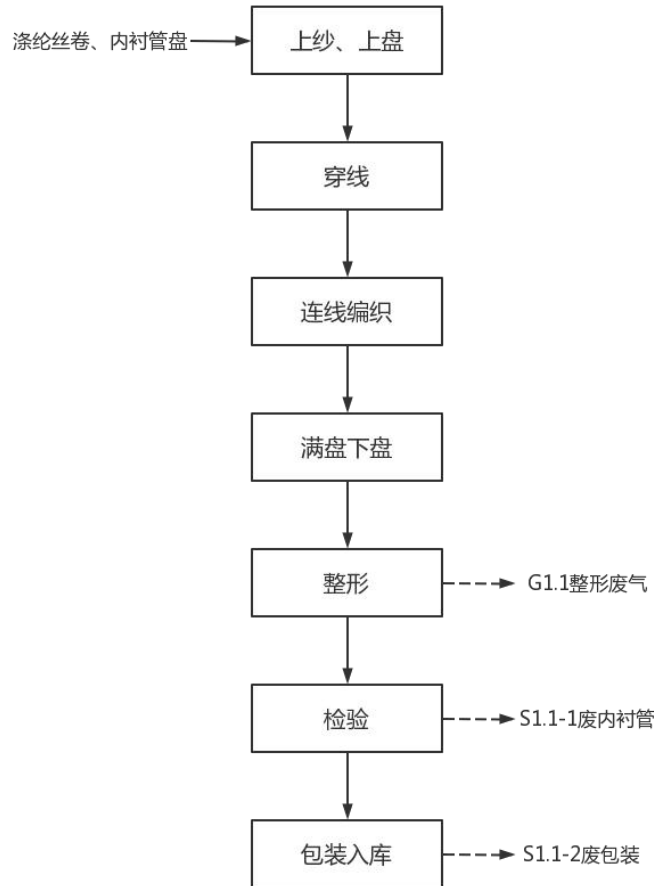 涤纶丝卷、内衬管盘
上纱、上盘
穿线
连线编织
满盘下盘
整形
G1.1整形废气
检验
S1.1-1废内衬管
包装入库
S1.1-2废包装